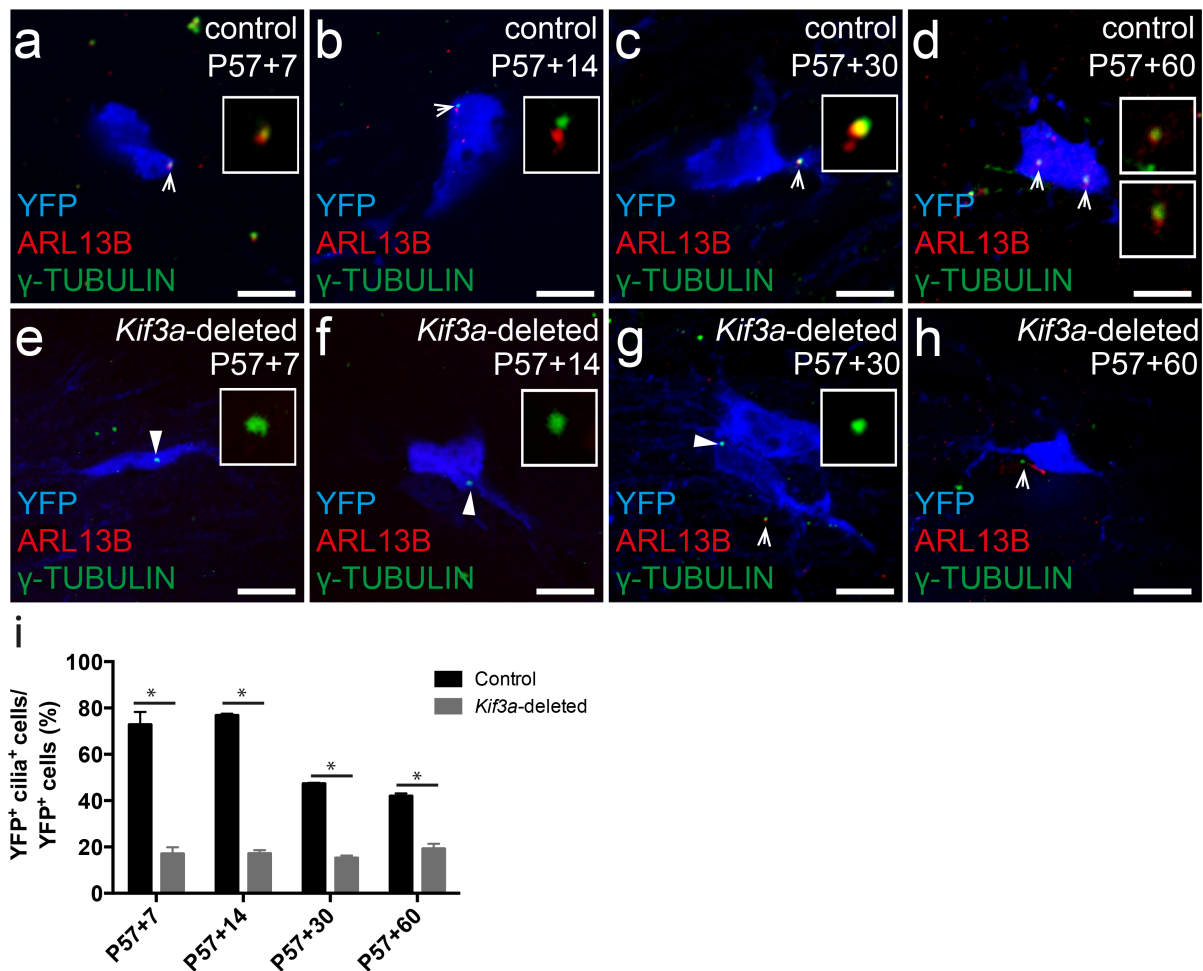 a
control
P57+7
YFP
ARL13B
γ-TUBULIN
b
control
P57+14
YFP
ARL13B
γ-TUBULIN
c
control
P57+30
YFP
ARL13B
γ-TUBULIN
d
control
P57+60
YFP
ARL13B
γ-TUBULIN
e
Kif3a-deleted
P57+7
YFP
ARL13B
γ-TUBULIN
f
Kif3a-deleted
P57+14
YFP
ARL13B
γ-TUBULIN
g
Kif3a-deleted
P57+30
YFP
ARL13B
γ-TUBULIN
h
Kif3a-deleted
P57+60
YFP
ARL13B
γ-TUBULIN
i
YFP⁺ cilia⁺ cells/
YFP⁺ cells (%)
100
80
60
40
20
0
*
*
*
*
Control
Kif3a-deleted
P57+7
P57+14
P57+30
P57+60